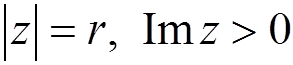 |z| = r,  Im z > 0